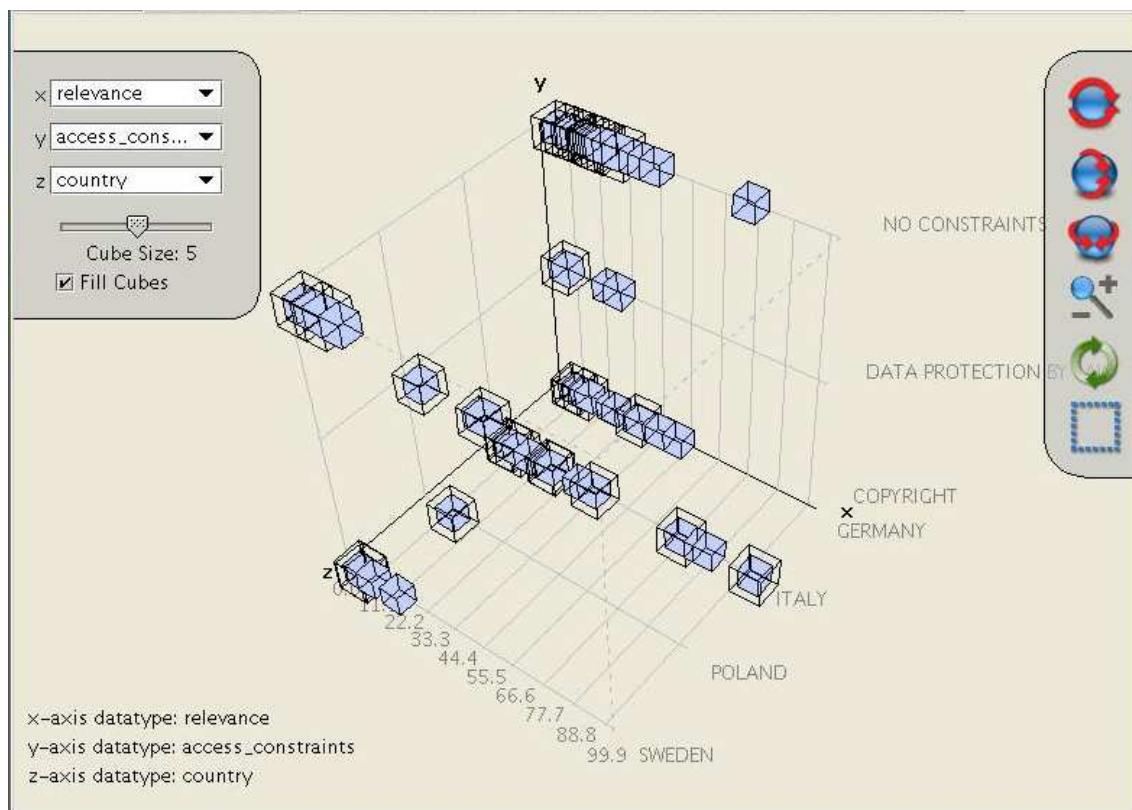 x relevance
y access_cons...
z country
Cube Size: 5
Fill Cubes
y
NO CONSTRAINTS
DATA PROTECTION BY
COPYRIGHT
x
GERMANY
z
ITALY
22.2
33.3
44.4
POLAND
55.5
66.6
77.7
88.8
99.9 SWEDEN
x-axis datatype: relevance
y-axis datatype: access_constraints
z-axis datatype: country